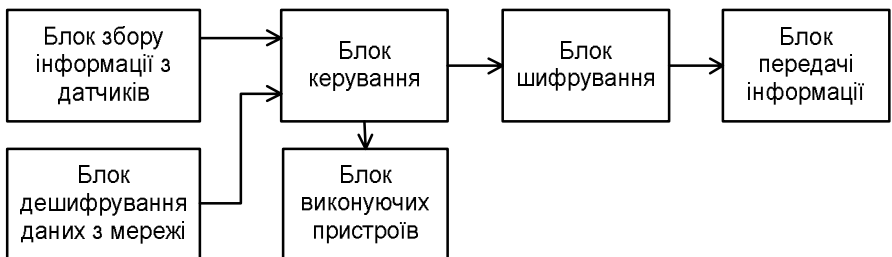 Блок збору
інформації з
датчиків
Блок
керування
Блок
шифрування
Блок
передачі
інформації
Блок
дешифрування
даних з мережі
Блок
виконуючих
пристроїв